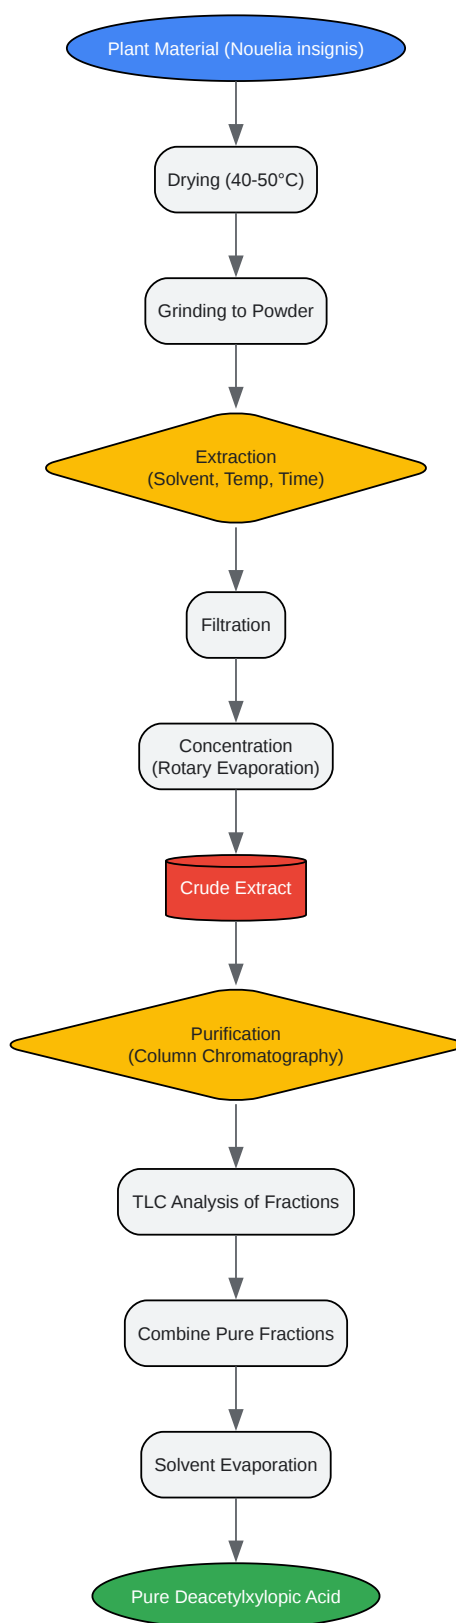 Plant Material (Nouelia insignis)
Drying (40-50°C)
Grinding to Powder
Extraction
(Solvent, Temp, Time)
Filtration
Concentration
(Rotary Evaporation)
Crude Extract
Purification
(Column Chromatography)
TLC Analysis of Fractions
Combine Pure Fractions
Solvent Evaporation
Pure Deacetylxylopic Acid